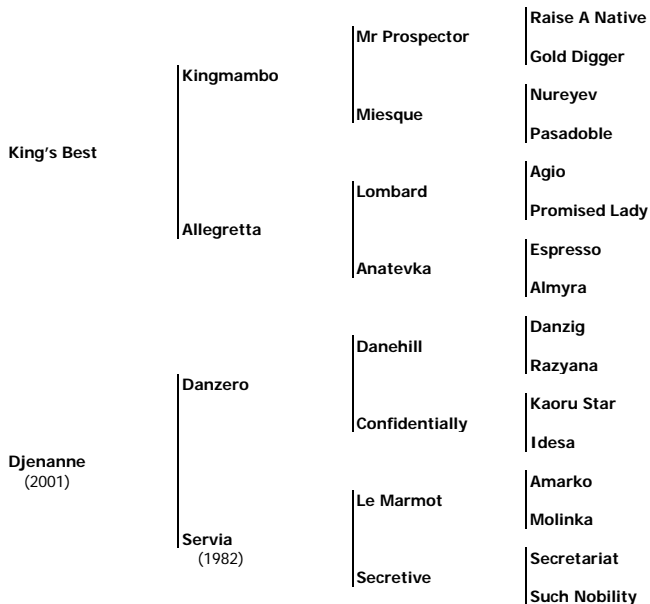 Raise A Native
Mr Prospector
Gold Digger
Kingmambo
Nureyev
Miesque
Pasadoble
King's Best
Agio
Lombard
Promised Lady
Allegretta
Espresso
Anatevka
Almyra
Danzig
Danehill
Razyana
Danzero
Kaoru Star
Confidentially
Idesa
Djenanne
(2001)
Amarko
Le Marmot
Molinka
Servia
(1982)
Secretariat
Secretive
Such Nobility